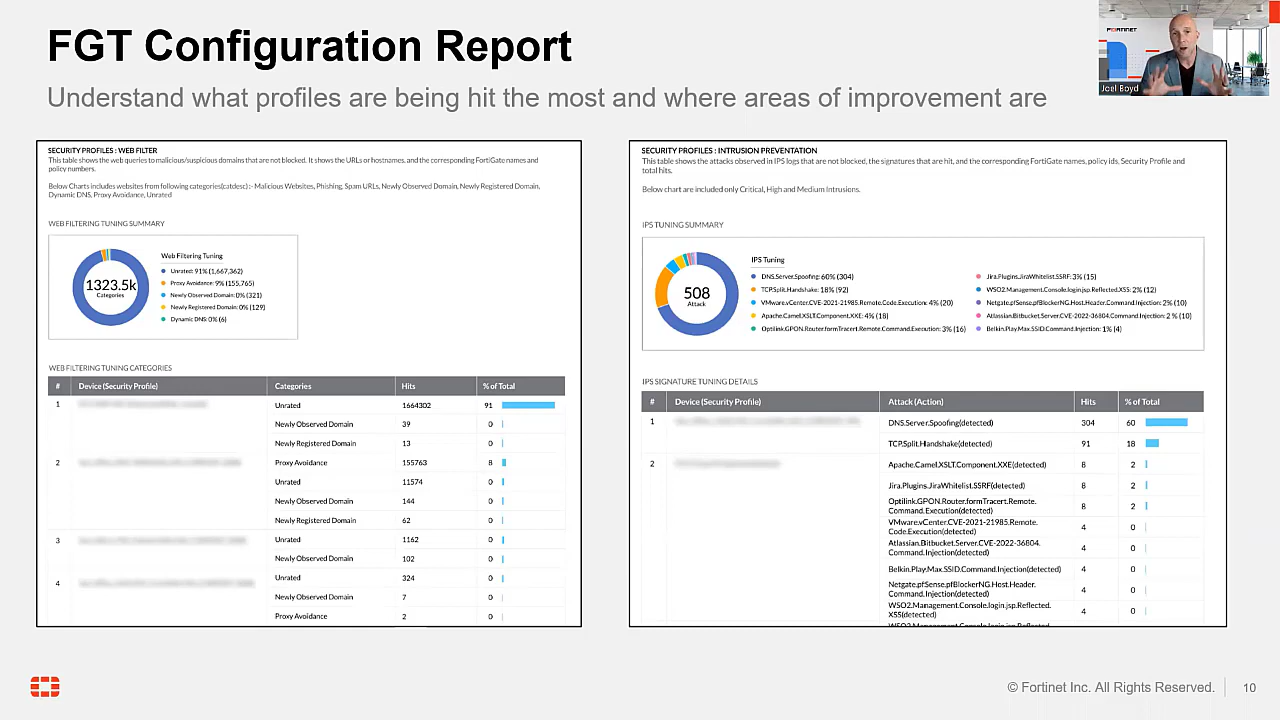 FGT Configuration Report
Understand what profiles are being hit the most and where areas of improvement are
FORTINET
Joel Boyd
SECURITY PROFILES : WEB FILTER
This table shows the web queries to malicious/suspicious domains that are not blocked. It shows the URLs or hostnames, and the corresponding FortiGate names and
policy numbers.
Below Charts includes websites from following categories(catdesc) :- Malicious Websites, Phishing, Spam URLs, Newly Observed Domain, Newly Registered Domain,
Dynamic DNS, Proxy Avoidance, Unrated
WEB FILTERING TUNING SUMMARY
1323.5k
Categories
Web Filtering Tuning
Unrated: 91% (1,667,362)
Proxy Avoidance: 9% (155,765)
Newly Observed Domain: 0% (321)
Newly Registered Domain: 0% (129)
Dynamic DNS: 0% (6)
WEB FILTERING TUNING CATEGORIES
# Device (Security Profile) Categories Hits % of Total
1 Unrated 1664302 91
Newly Observed Domain 39 0
Newly Registered Domain 13 0
2 Proxy Avoidance 155763 8
Unrated 11574 0
Newly Observed Domain 144 0
Newly Registered Domain 62 0
3 Unrated 1162 0
Newly Observed Domain 102 0
4 Unrated 324 0
Newly Observed Domain 7 0
Proxy Avoidance 2 0
SECURITY PROFILES : INTRUSION PREVENTATION
This table shows the attacks observed in IPS logs that are not blocked, the signatures that are hit, and the corresponding FortiGate names, policy ids, Security Profile and
total hits.
Below chart are included only Critical, High and Medium Intrusions.
IPS TUNING SUMMARY
508
Attack
IPS Tuning
DNS.Server.Spoofing: 60% (304)
TCP.Split.Handshake: 18% (92)
VMware.vCenter.CVE-2021-21985.Remote.Code.Execution: 4% (20)
Apache.Camel.XSLT.Component.XXE: 4% (18)
Optilink.GPON.Router.formTracert.Remote.Command.Execution: 3% (16)
Jira.Plugins.JiraWhitelist.SSRF: 3% (15)
WSO2.Management.Console.login.jsp.Reflected.XSS: 2% (12)
Netgate.pfSense.pfBlockerNG.Host.Header.Command.Injection: 2% (10)
Atlassian.Bitbucket.Server.CVE-2022-36804.Command.Injection: 2 % (10)
Belkin.Play.Max.SSID.Command.Injection: 1% (4)
IPS SIGNATURE TUNING DETAILS
# Device (Security Profile) Attack (Action) Hits % of Total
1 DNS.Server.Spoofing(detected) 304 60
TCP.Split.Handshake(detected) 91 18
2 Apache.Camel.XSLT.Component.XXE(detected) 8 2
Jira.Plugins.JiraWhitelist.SSRF(detected) 8 2
Optilink.GPON.Router.formTracert.Remote.
Command.Execution(detected) 8 2
VMware.vCenter.CVE-2021-21985.Remote.
Code.Execution(detected) 4 0
Atlassian.Bitbucket.Server.CVE-2022-36804.
Command.Injection(detected) 4 0
Belkin.Play.Max.SSID.Command.Injection(detected) 4 0
Netgate.pfSense.pfBlockerNG.Host.Header.
Command.Injection(detected) 4 0
WSO2.Management.Console.login.jsp.Reflected.
XSS(detected) 4 0
© Fortinet Inc. All Rights Reserved. 10